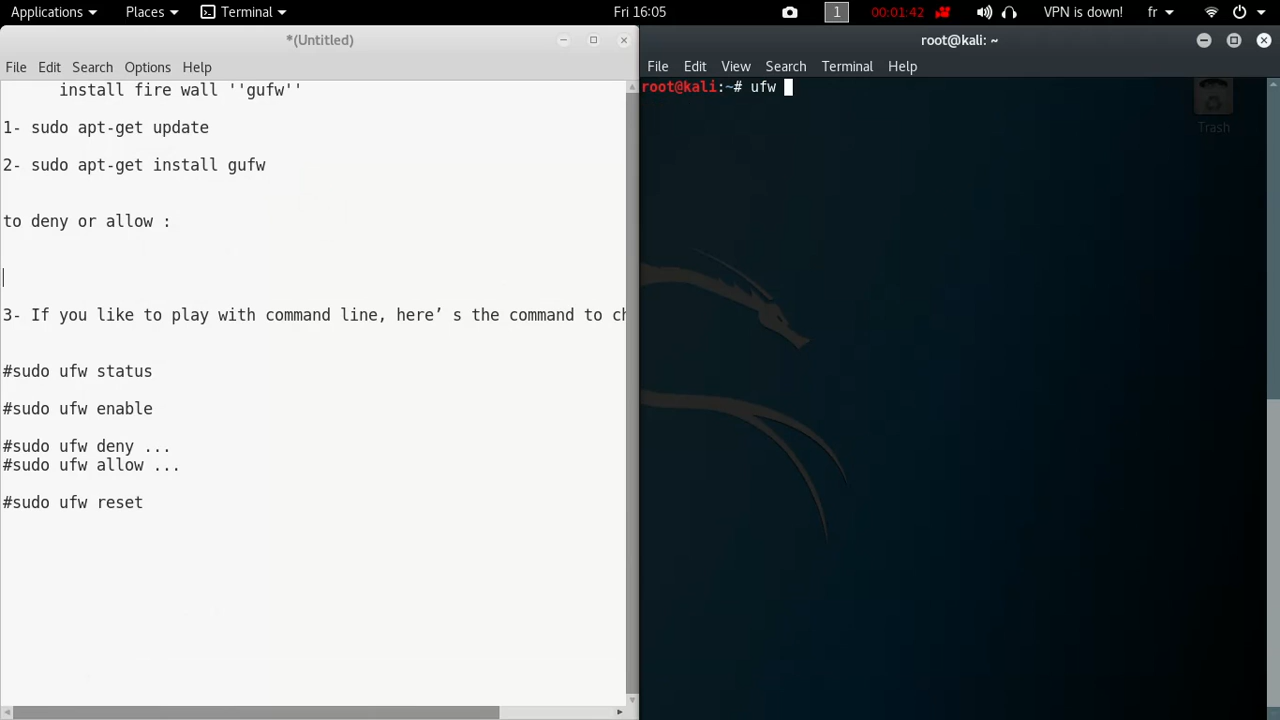 Applications Places Terminal Fri 16:05 1 00:01:42 VPN is down! fr
*(Untitled)
File Edit Search Options Help
install fire wall ''gufw''
1- sudo apt-get update
2- sudo apt-get install gufw
to deny or allow :
3- If you like to play with command line, here’ s the command to ch
#sudo ufw status
#sudo ufw enable
#sudo ufw deny ...
#sudo ufw allow ...
#sudo ufw reset
root@kali: ~
File Edit View Search Terminal Help
root@kali:~# ufw
Trash